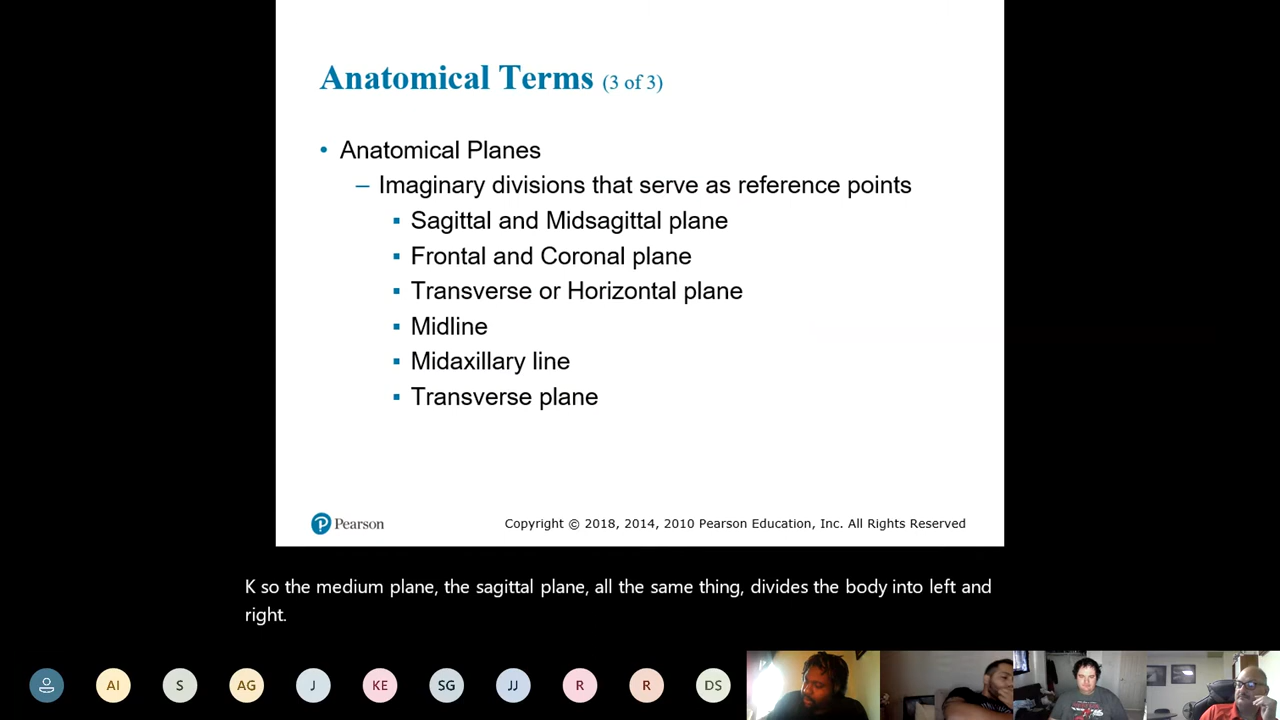 Anatomical Terms (3 of 3)
• Anatomical Planes
– Imaginary divisions that serve as reference points
▪ Sagittal and Midsagittal plane
▪ Frontal and Coronal plane
▪ Transverse or Horizontal plane
▪ Midline
▪ Midaxillary line
▪ Transverse plane
P Pearson
Copyright © 2018, 2014, 2010 Pearson Education, Inc. All Rights Reserved
K so the medium plane, the sagittal plane, all the same thing, divides the body into left and
right.
AI S AG J KE SG JJ R R DS